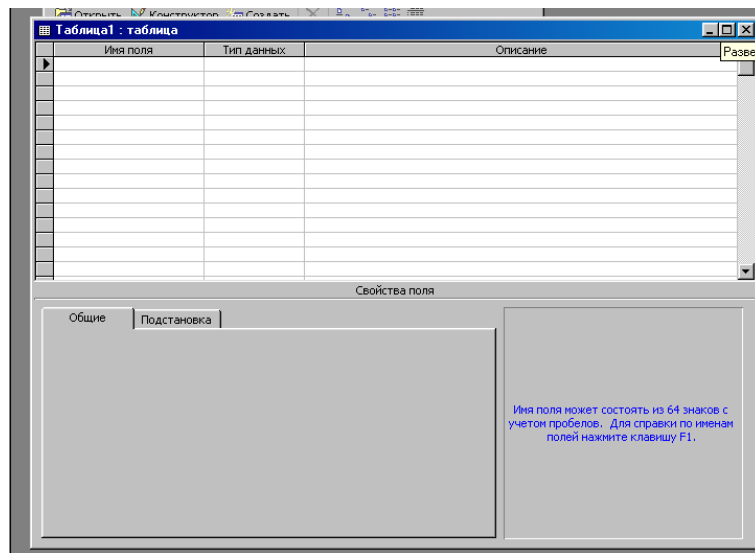 Открыть Конструктор Создать
Таблица1 : таблица
Имя поля Тип данных Описание
Разве
Свойства поля
Общие Подстановка
Имя поля может состоять из 64 знаков с
учетом пробелов. Для справки по именам
полей нажмите клавишу F1.